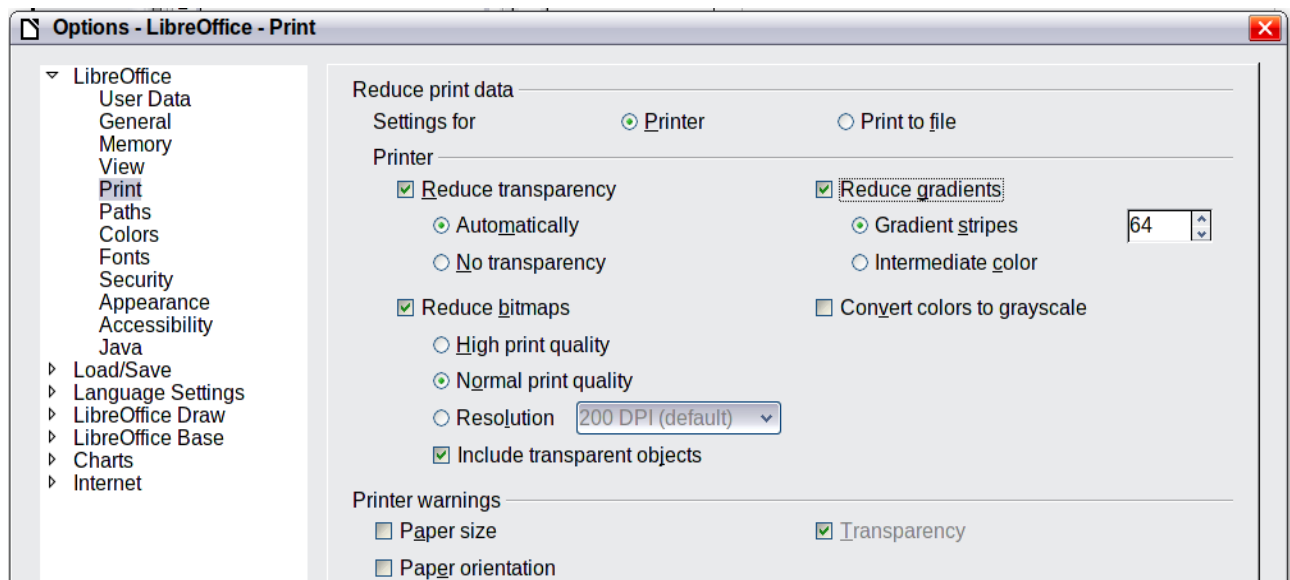 Options - LibreOffice - Print
LibreOffice
User Data
General
Memory
View
Print
Paths
Colors
Fonts
Security
Appearance
Accessibility
Java
Load/Save
Language Settings
LibreOffice Draw
LibreOffice Base
Charts
Internet
Reduce print data
Settings for Printer Print to file
Printer
Reduce transparency Reduce gradients
Automatically Gradient stripes 64
No transparency Intermediate color
Reduce bitmaps Convert colors to grayscale
High print quality
Normal print quality
Resolution 200 DPI (default)
Include transparent objects
Printer warnings
Paper size Transparency
Paper orientation